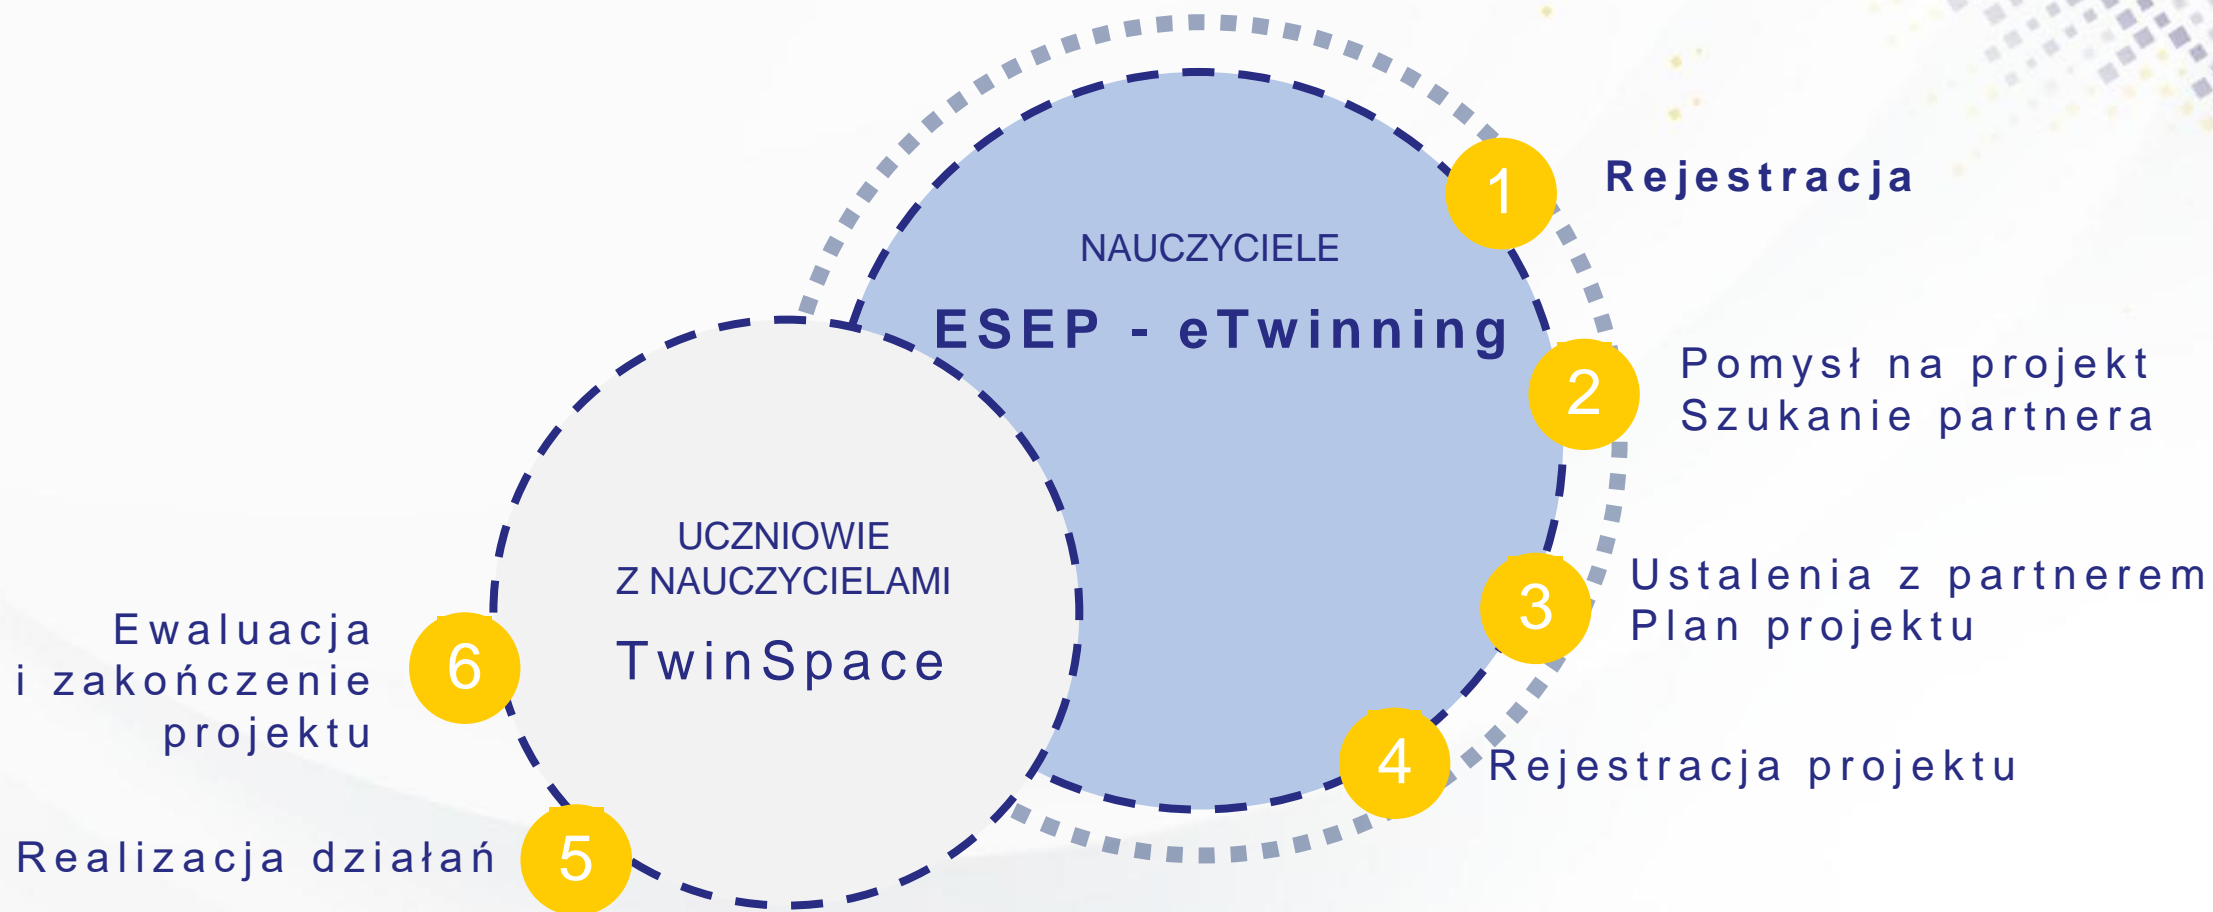 NAUCZYCIELE
ESEP - eTwinning
1
Rejestracja
2
Pomysł na projekt
Szukanie partnera
3
Ustalenia z partnerem
Plan projektu
4
Rejestracja projektu
UCZNIOWIE
Z NAUCZYCIELAMI
TwinSpace
5
Realizacja działań
6
Ewaluacja
i zakończenie
projektu